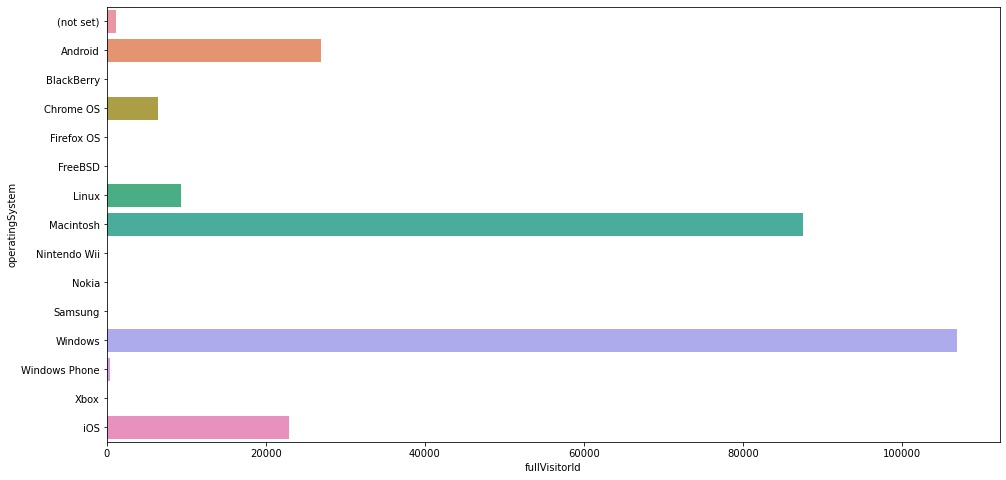 (not set)
Android
BlackBerry
Chrome OS
Firefox OS
FreeBSD
Linux
Macintosh
Nintendo Wii
Nokia
Samsung
Windows
Windows Phone
Xbox
iOS
operatingSystem
0 20000 40000 60000 80000 100000
fullVisitorId